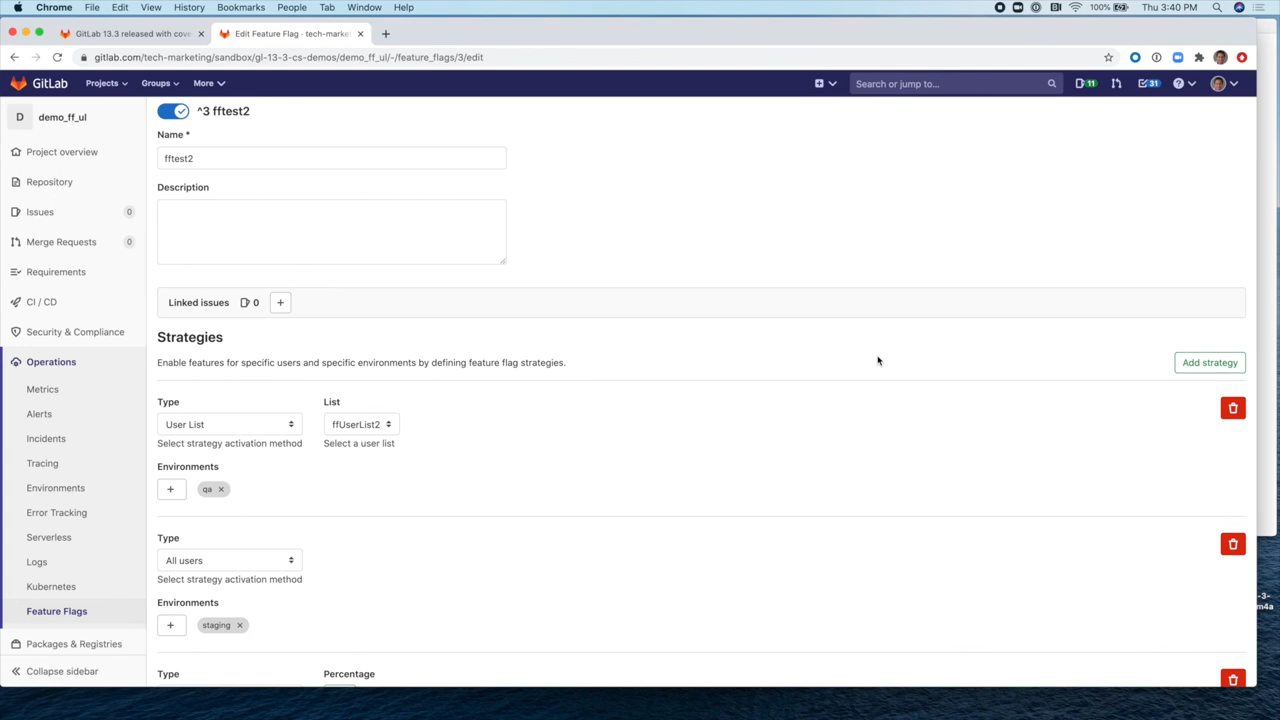 Chrome File Edit View History Bookmarks People Tab Window Help 100% Thu 3:40 PM
GitLab 13.3 released with cove
Edit Feature Flag · tech-marke
gitlab.com/tech-marketing/sandbox/gl-13-3-cs-demos/demo_ff_ul/-/feature_flags/3/edit
GitLab Projects Groups More Search or jump to... 11 31
D demo_ff_ul
Project overview
Repository
Issues 0
Merge Requests 0
Requirements
CI / CD
Security & Compliance
Operations
Metrics
Alerts
Incidents
Tracing
Environments
Error Tracking
Serverless
Logs
Kubernetes
Feature Flags
Packages & Registries
Collapse sidebar
^3 fftest2
Name *
fftest2
Description
Linked issues 0
Strategies
Enable features for specific users and specific environments by defining feature flag strategies.
Add strategy
Type List
User List ffUserList2
Select strategy activation method Select a user list
Environments
qa
Type
All users
Select strategy activation method
Environments
staging
Type Percentage
-3-
m4a